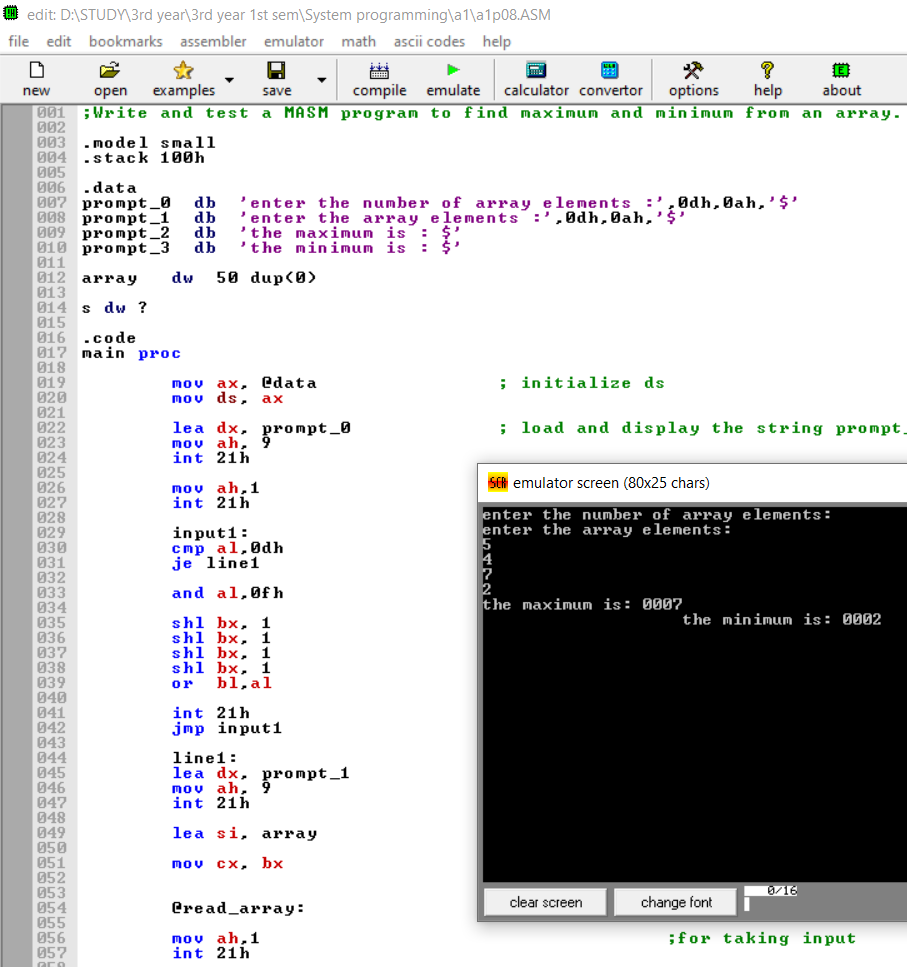 edit: D:\STUDY\3rd year\3rd year 1st sem\System programming\a1\a1p08.ASM
file edit bookmarks assembler emulator math ascii codes help
new open examples save compile emulate calculator convertor options help about
001 ;Write and test a MASM program to find maximum and minimum from an array.
002
003 .model small
004 .stack 100h
005
006 .data
007 prompt_0 db 'enter the number of array elements :',0dh,0ah,'$'
008 prompt_1 db 'enter the array elements :',0dh,0ah,'$'
009 prompt_2 db 'the maximum is : $'
010 prompt_3 db 'the minimum is : $'
011
012 array dw 50 dup(0)
013
014 s dw ?
015
016 .code
017 main proc
018
019 mov ax, @data ; initialize ds
020 mov ds, ax
021
022 lea dx, prompt_0 ; load and display the string prompt_
023 mov ah, 9
024 int 21h
025
026 mov ah,1
027 int 21h
028
029 input1:
030 cmp al,0dh
031 je line1
032
033 and al,0fh
034
035 shl bx, 1
036 shl bx, 1
037 shl bx, 1
038 shl bx, 1
039 or bl,al
040
041 int 21h
042 jmp input1
043
044 line1:
045 lea dx, prompt_1
046 mov ah, 9
047 int 21h
048
049 lea si, array
050
051 mov cx, bx
052
053
054 @read_array:
055
056 mov ah,1 ;for taking input
057 int 21h
058
emulator screen (80x25 chars)
enter the number of array elements:
enter the array elements:
5
4
7
2
the maximum is: 0007
the minimum is: 0002
clear screen change font 0/16